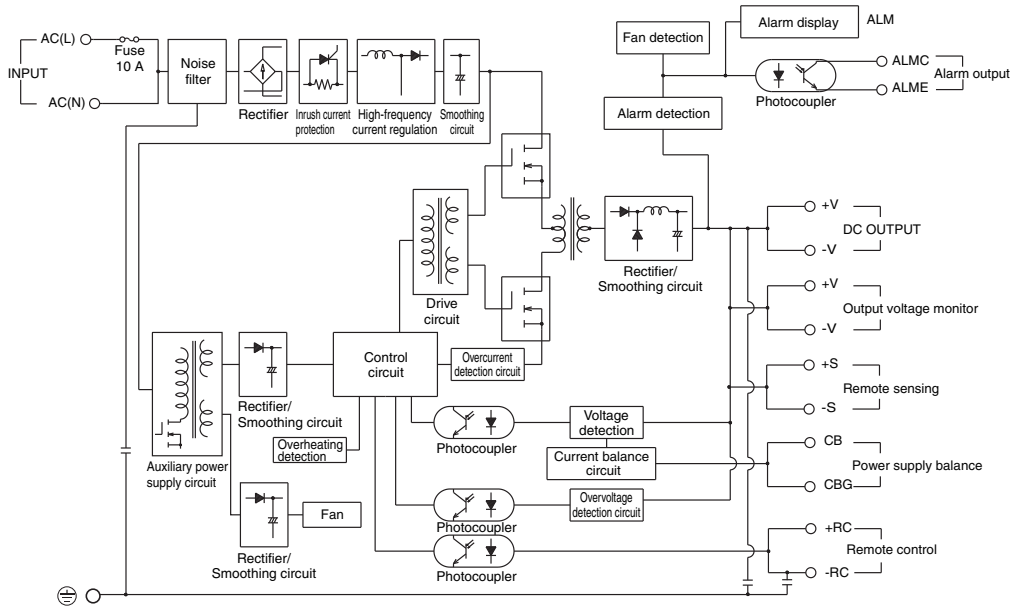 AC(L)
Fuse
10 A
INPUT
AC(N)
Noise
filter
Rectifier
Inrush current
protection
High-frequency
current regulation
Smoothing
circuit
Fan detection
Alarm display
ALM
ALMC
ALME
Alarm output
Photocoupler
Alarm detection
Drive
circuit
Rectifier/
Smoothing circuit
+V
DC OUTPUT
-V
+V
Output voltage monitor
-V
+S
Remote sensing
-S
CB
Power supply balance
CBG
+RC
Remote control
-RC
Control
circuit
Overcurrent
detection circuit
Rectifier/
Smoothing circuit
Overheating
detection
Auxiliary power
supply circuit
Photocoupler
Voltage
detection
Current balance
circuit
Overvoltage
detection circuit
Photocoupler
Photocoupler
Fan
Rectifier/
Smoothing circuit